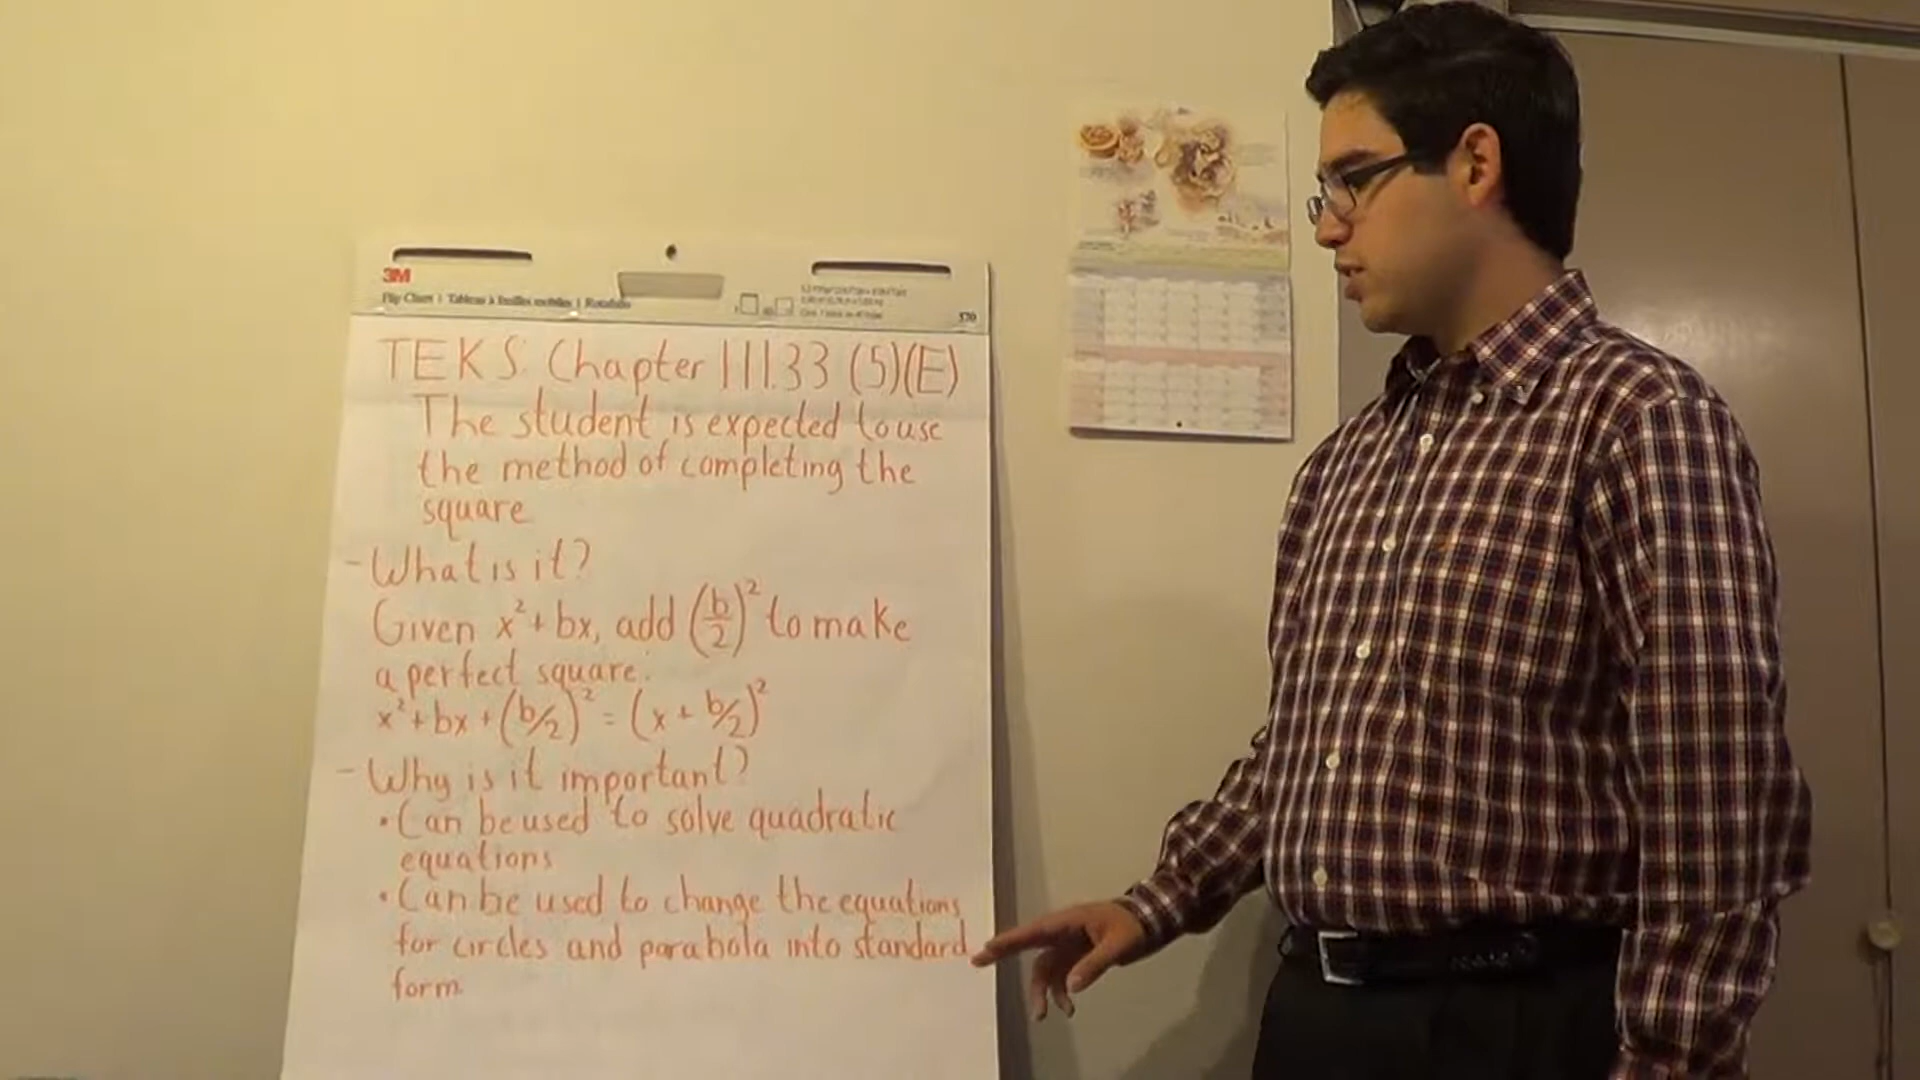 3M
Flip Chart | Tableau à feuilles mobiles | Rotafolio
570
TEKS: Chapter 111.33 (5)(E)
The student is expected to use
the method of completing the
square
- What is it?
Given x² + bx, add (b/2)² to make
a perfect square.
x² + bx + (b/2)² = (x + b/2)²
- Why is it important?
• Can be used to solve quadratic
equations
• Can be used to change the equations
for circles and parabola into standard
form.